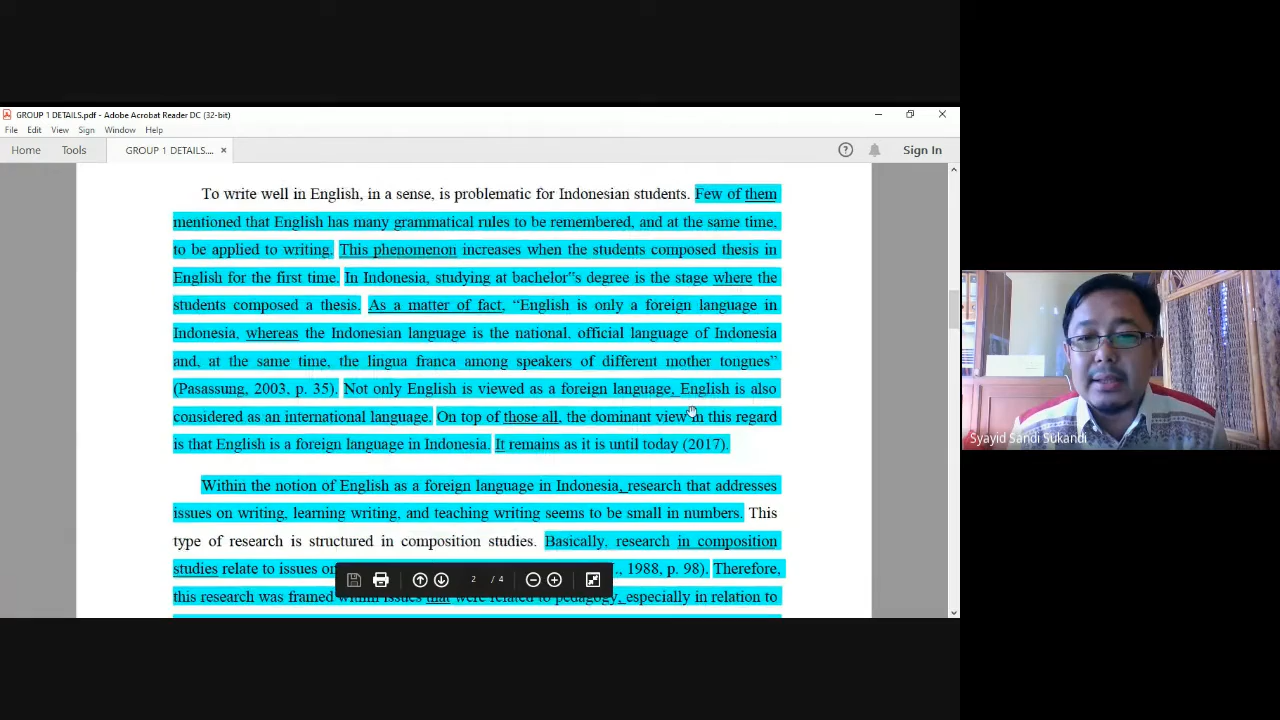 GROUP 1 DETAILS.pdf - Adobe Acrobat Reader DC (32-bit)
File Edit View Sign Window Help
Home Tools GROUP 1 DETAILS.... × Sign In
To write well in English, in a sense, is problematic for Indonesian students. Few of them
mentioned that English has many grammatical rules to be remembered, and at the same time,
to be applied to writing. This phenomenon increases when the students composed thesis in
English for the first time. In Indonesia, studying at bachelor"s degree is the stage where the
students composed a thesis. As a matter of fact, “English is only a foreign language in
Indonesia, whereas the Indonesian language is the national, official language of Indonesia
and, at the same time, the lingua franca among speakers of different mother tongues”
(Pasassung, 2003, p. 35). Not only English is viewed as a foreign language, English is also
considered as an international language. On top of those all, the dominant view in this regard
is that English is a foreign language in Indonesia. It remains as it is until today (2017).
Within the notion of English as a foreign language in Indonesia, research that addresses
issues on writing, learning writing, and teaching writing seems to be small in numbers. This
type of research is structured in composition studies. Basically, research in composition
studies relate to issues on ., 1988, p. 98). Therefore,
2 / 4
this research was framed within issues that were related to pedagogy, especially in relation to
Syayid Sandi Sukandi